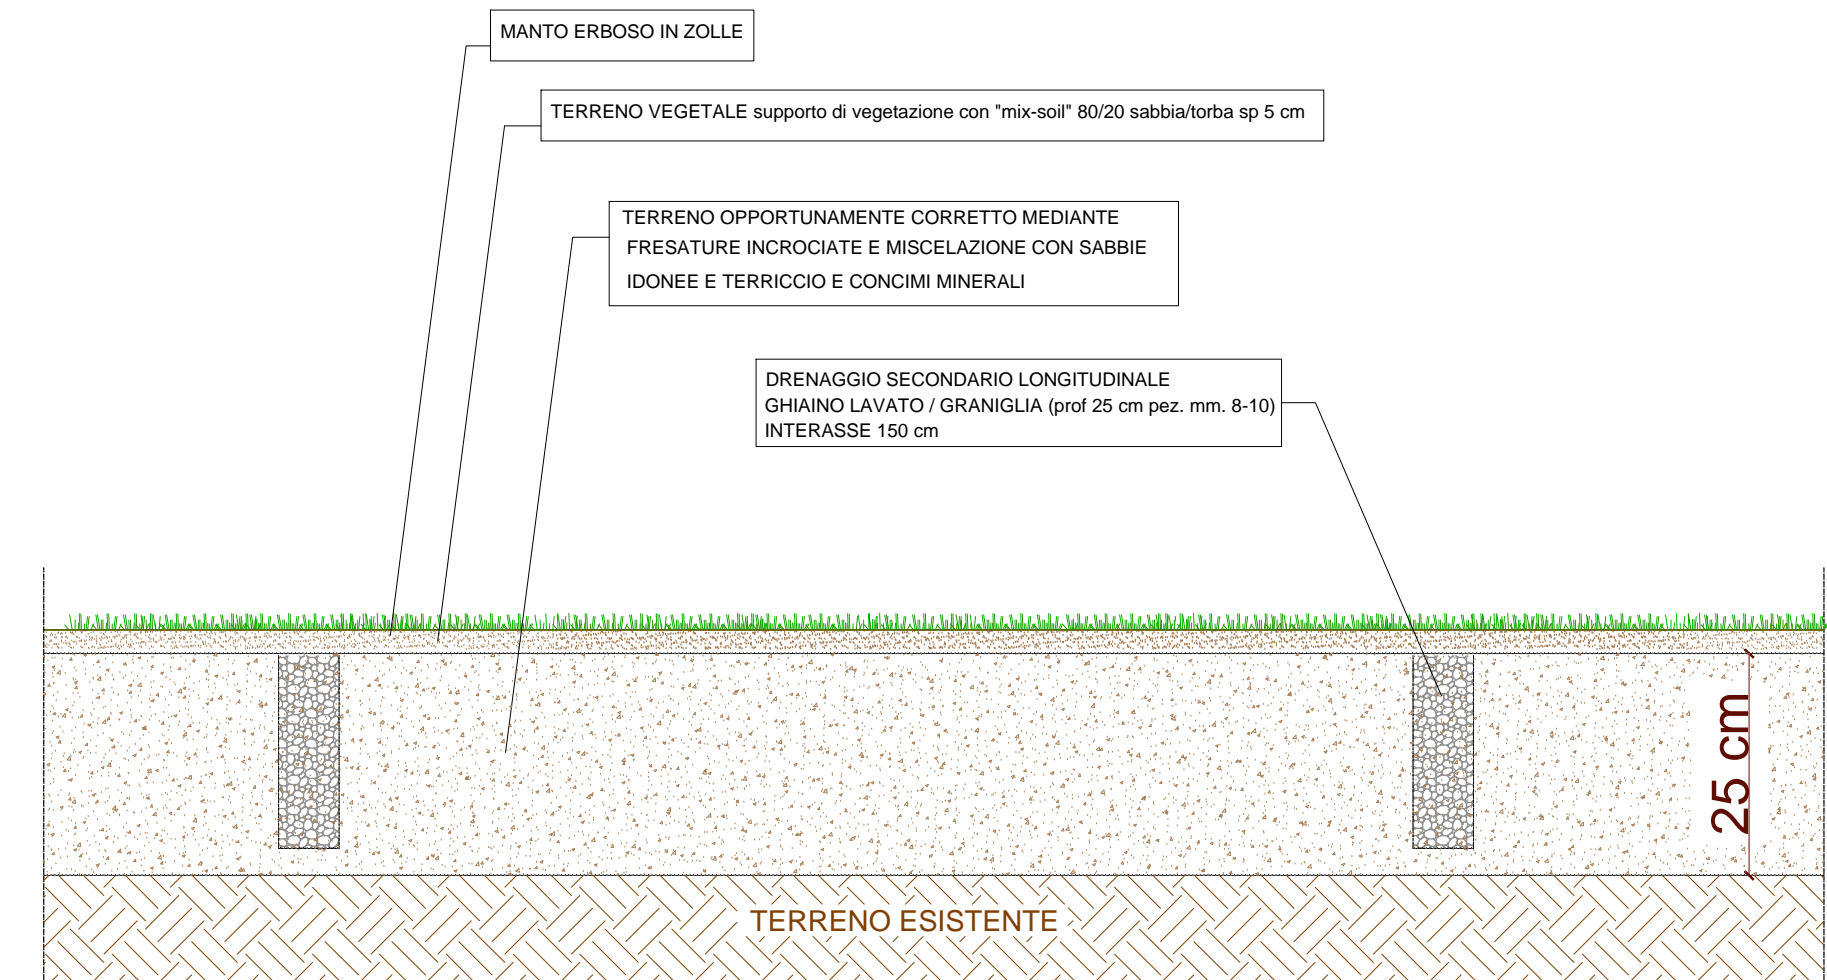 MANTO ERBOSO IN ZOLLE
TERRENO VEGETALE supporto di vegetazione con "mix-soil" 80/20 sabbia/torba sp 5 cm
TERRENO OPPORTUNAMENTE CORRETTO MEDIANTE
FRESATURE INCROCIATE E MISCELAZIONE CON SABBIE
IDONEE E TERRICCIO E CONCIMI MINERALI
DRENAGGIO SECONDARIO LONGITUDINALE
GHIAINO LAVATO / GRANIGLIA (prof 25 cm pez. mm. 8-10)
INTERASSE 150 cm
25 cm
TERRENO ESISTENTE